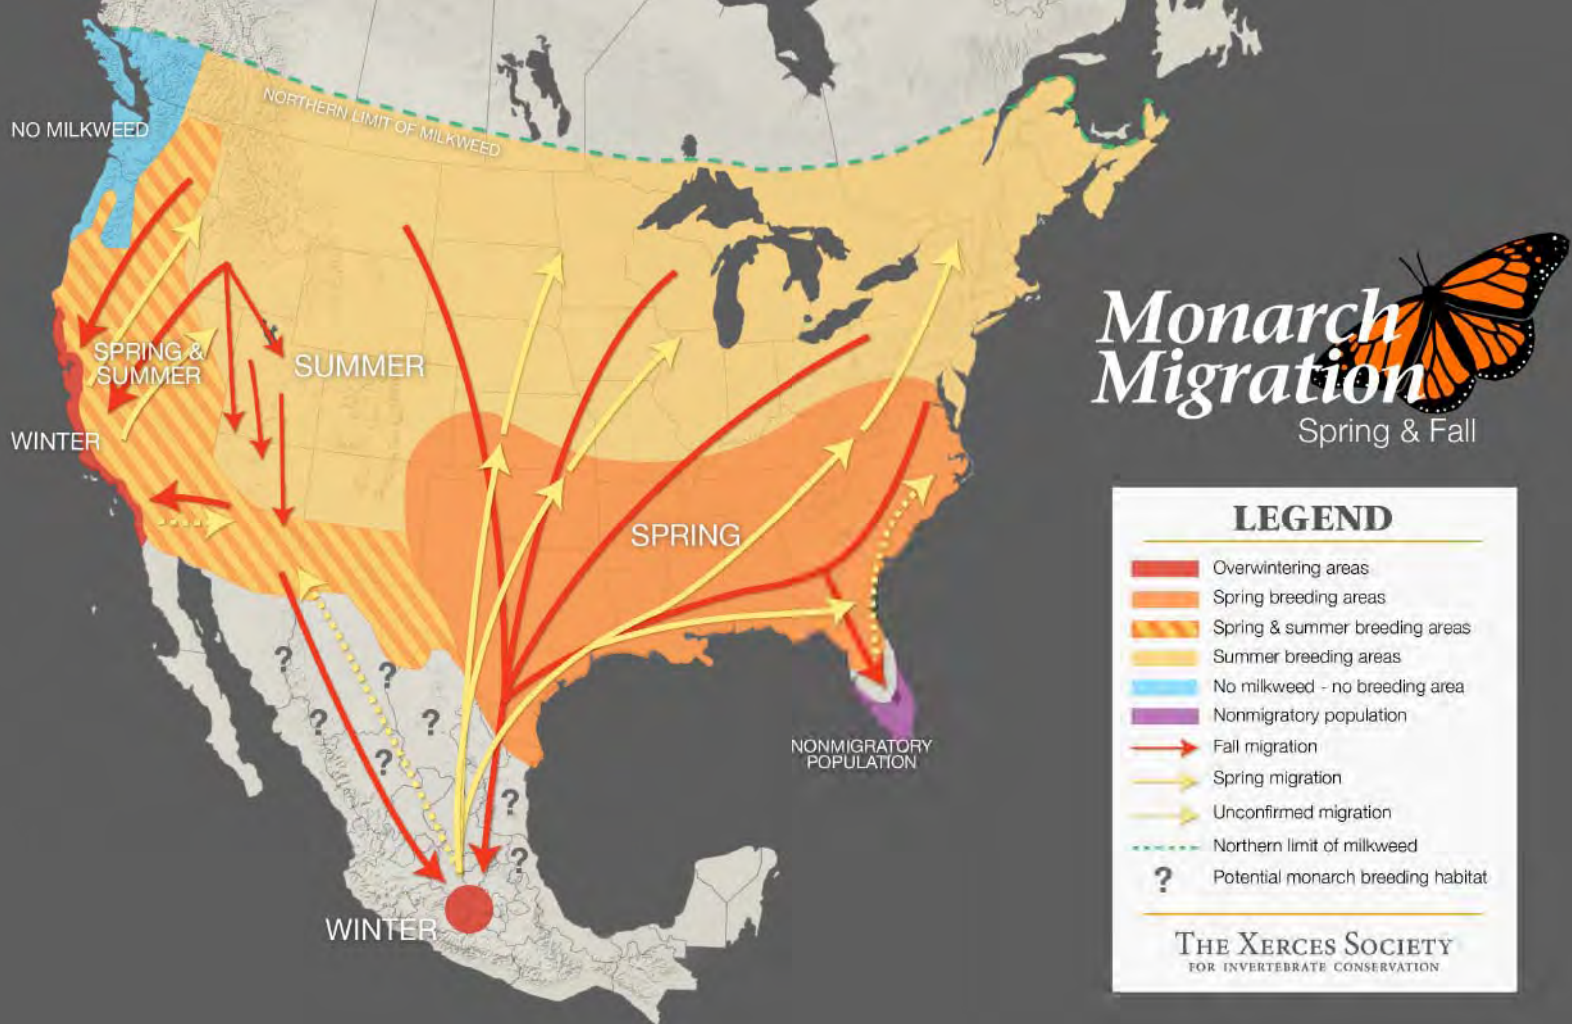 NORTHERN LIMIT OF MILKWEED
NO MILKWEED
SPRING &
SUMMER
SUMMER
WINTER
SPRING
NONMIGRATORY
POPULATION
WINTER
?
?
?
?
?
?
?
Monarch
Migration
Spring & Fall
LEGEND
Overwintering areas
Spring breeding areas
Spring & summer breeding areas
Summer breeding areas
No milkweed - no breeding area
Nonmigratory population
Fall migration
Spring migration
Unconfirmed migration
Northern limit of milkweed
? Potential monarch breeding habitat
THE XERCES SOCIETY
FOR INVERTEBRATE CONSERVATION